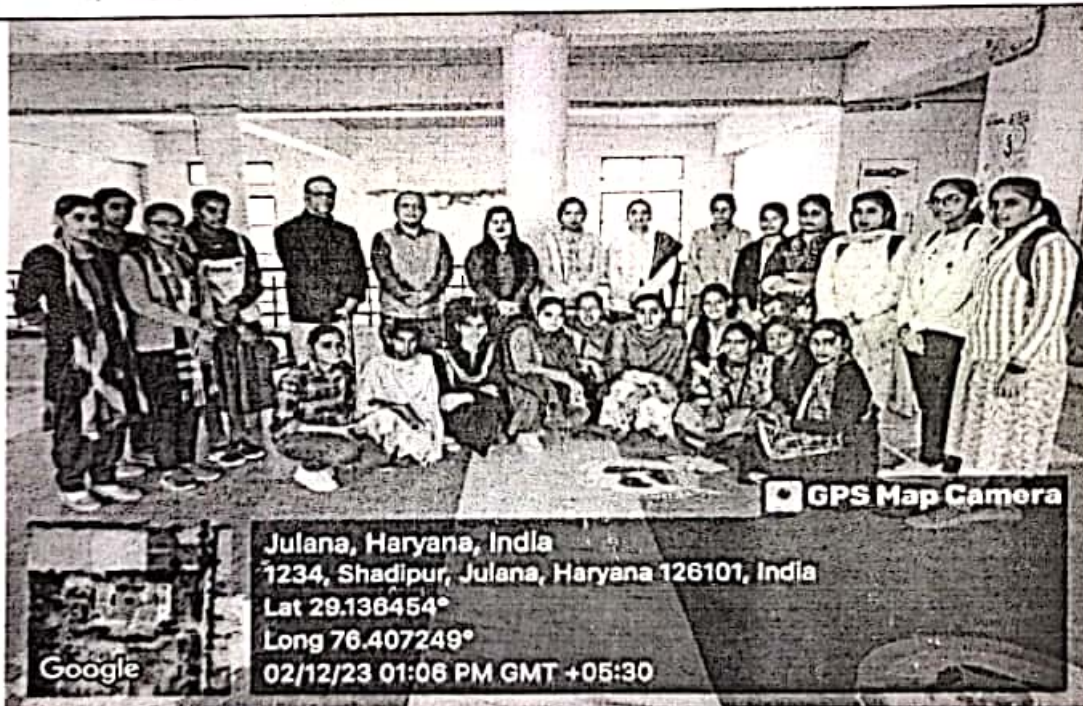 GPS Map Camera
Julana, Haryana, India
1234, Shadipur, Julana, Haryana 126101, India
Lat 29.136454°
Long 76.407249°
02/12/23 01:06 PM GMT +05:30
Google